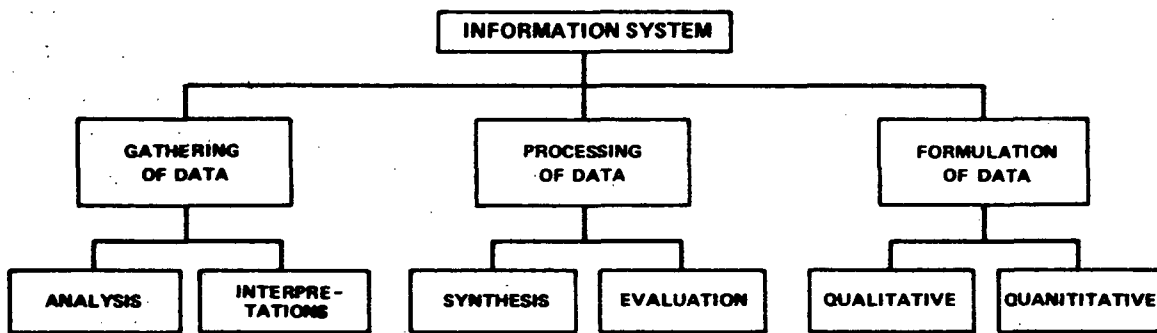 INFORMATION SYSTEM
GATHERING
OF DATA
PROCESSING
OF DATA
FORMULATION
OF DATA
ANALYSIS
INTERPRE-
TATIONS
SYNTHESIS
EVALUATION
QUALITATIVE
QUANITITATIVE